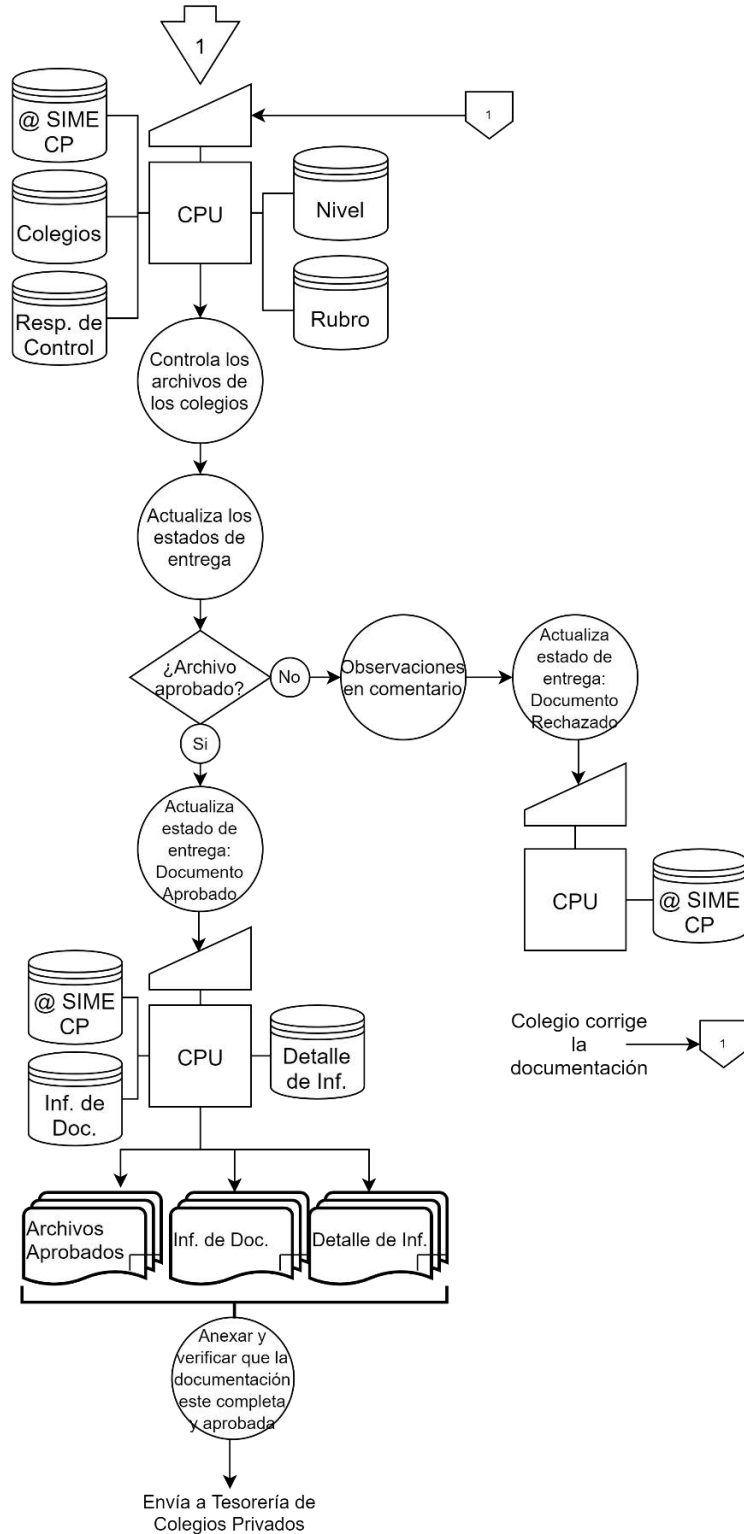 1
@ SIME
CP
1
CPU
Colegios
Nivel
Resp. de
Control
Rubro
Controla los
archivos de
los colegios
Actualiza los
estados de
entrega
¿Archivo
aprobado?
No
Observaciones
en comentario
Actualiza
estado de
entrega:
Documento
Rechazado
Si
Actualiza
estado de
entrega:
Documento
Aprobado
CPU
@ SIME
CP
@ SIME
CP
CPU
Detalle
de Inf.
Inf. de
Doc.
Colegio corrige
la
documentación
1
Archivos
Aprobados
Inf. de Doc.
Detalle de Inf.
Anexar y
verificar que la
documentación
este completa
y aprobada
Envía a Tesorería de
Colegios Privados